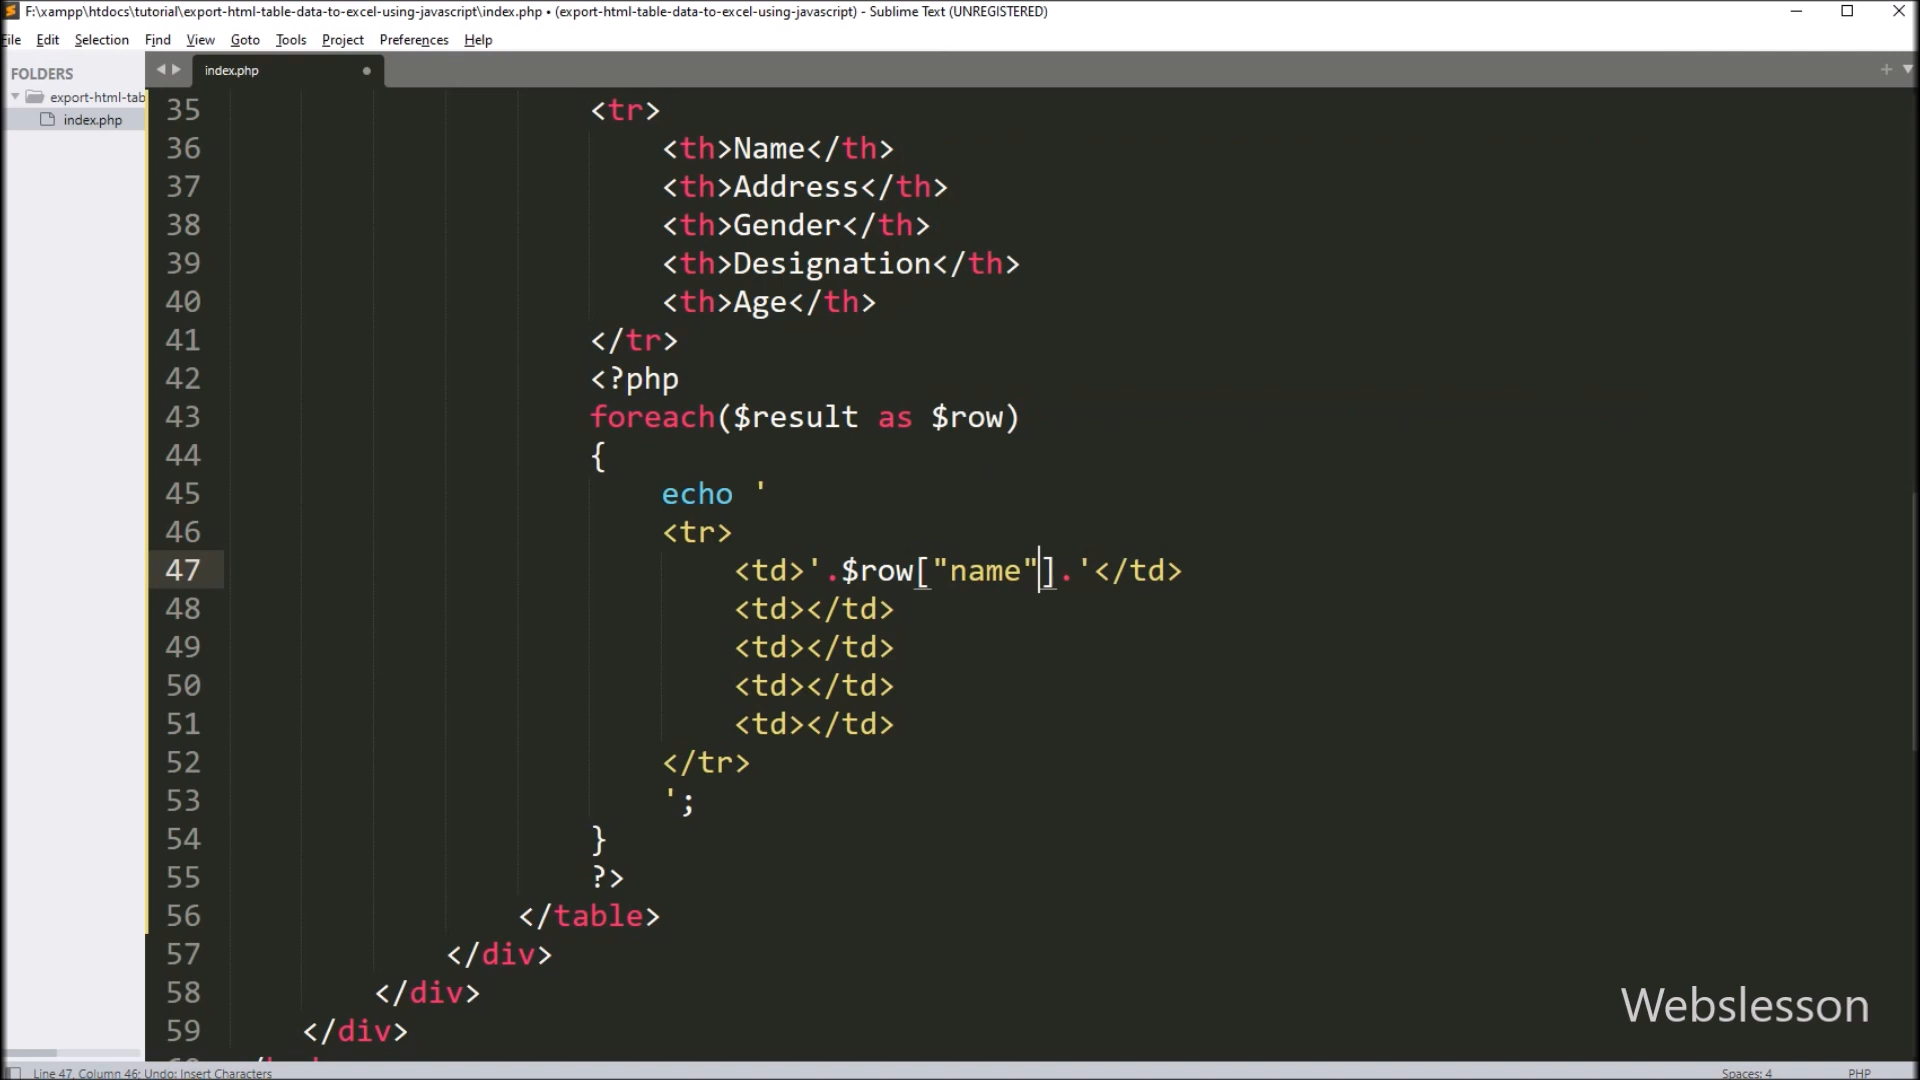 F:\xampp\htdocs\tutorial\export-html-table-data-to-excel-using-javascript\index.php • (export-html-table-data-to-excel-using-javascript) - Sublime Text (UNREGISTERED)
File Edit Selection Find View Goto Tools Project Preferences Help
FOLDERS
export-html-tab
index.php
index.php
35 <tr>
36 <th>Name</th>
37 <th>Address</th>
38 <th>Gender</th>
39 <th>Designation</th>
40 <th>Age</th>
41 </tr>
42 <?php
43 foreach($result as $row)
44 {
45 echo '
46 <tr>
47 <td>'.$row["name"].'</td>
48 <td></td>
49 <td></td>
50 <td></td>
51 <td></td>
52 </tr>
53 ';
54 }
55 ?>
56 </table>
57 </div>
58 </div>
59 </div>
Webslesson
Line 47, Column 46; Undo: Insert Characters
Spaces: 4
PHP